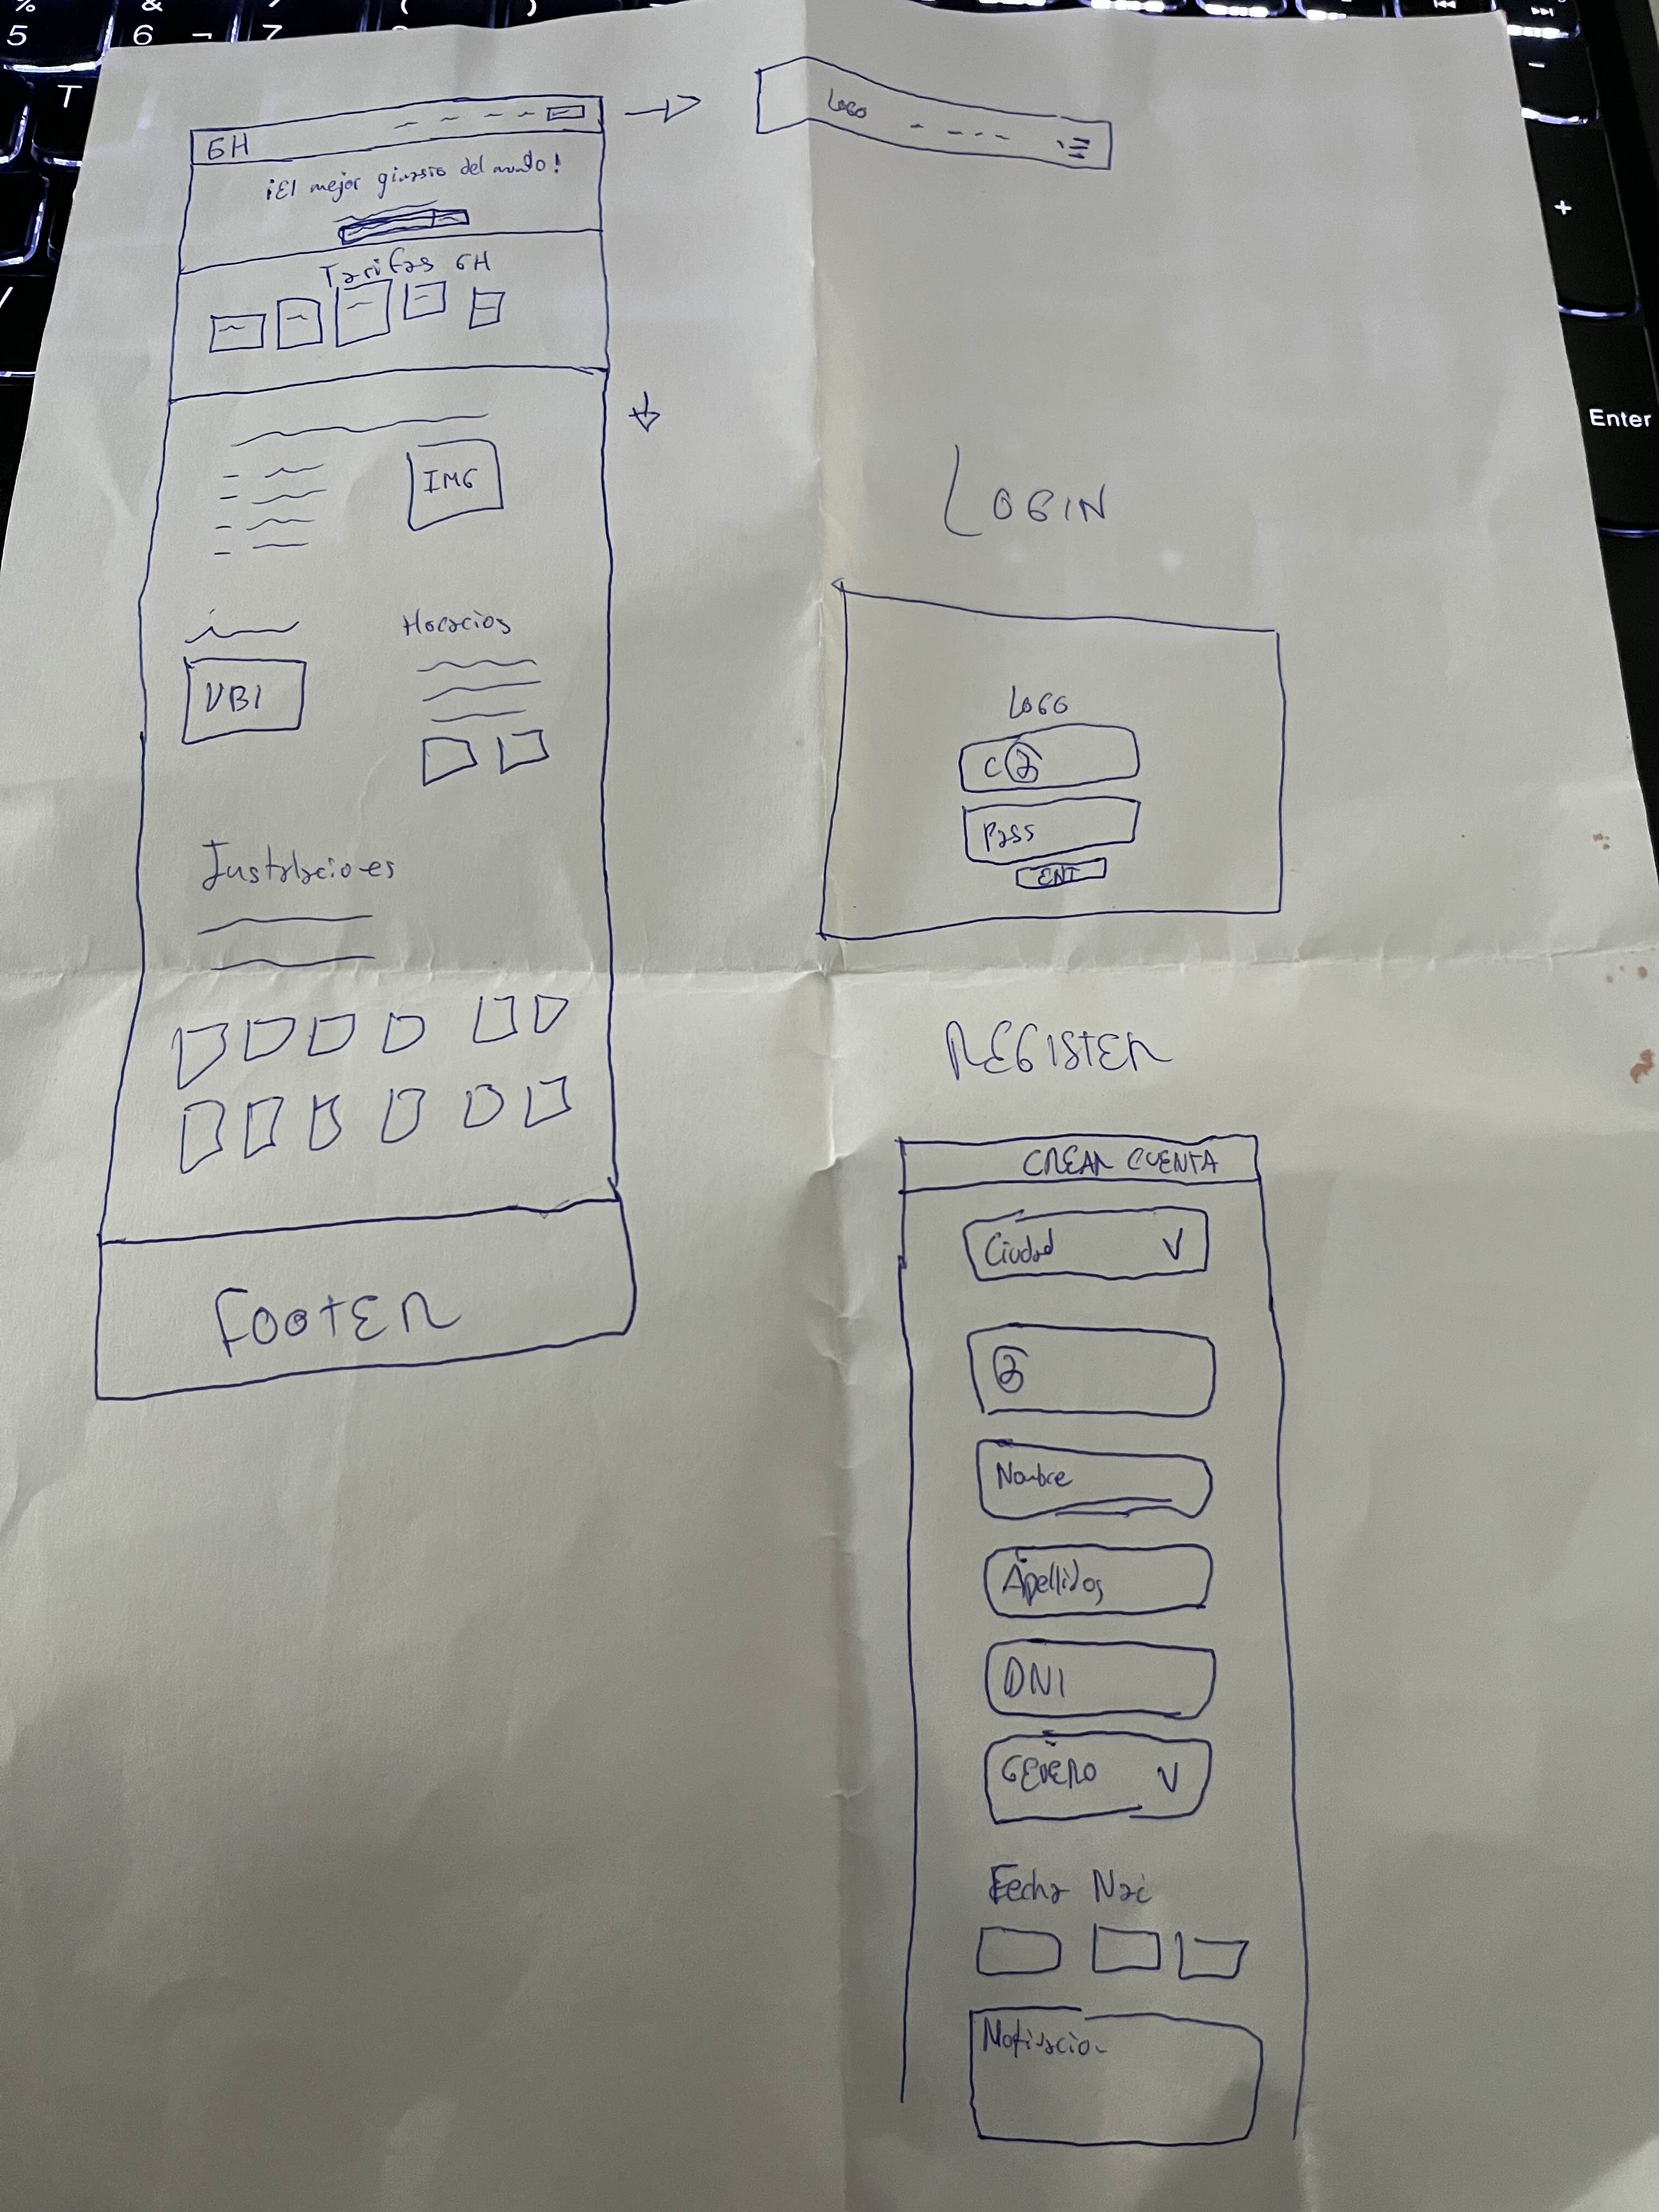 5
6 ¬
7
T
+
Enter
GH
¡El mejor gimnasio del mundo!
Tarifas GH
IMG
Horarios
UBI
Instalaciones
FOOTER
LOGO
LOGIN
LOGO
C @
Pass
ENT
REGISTER
CREAR CUENTA
Ciudad
@
Nombre
Apellidos
DNI
GENERO
Fecha Nac
Motivacion